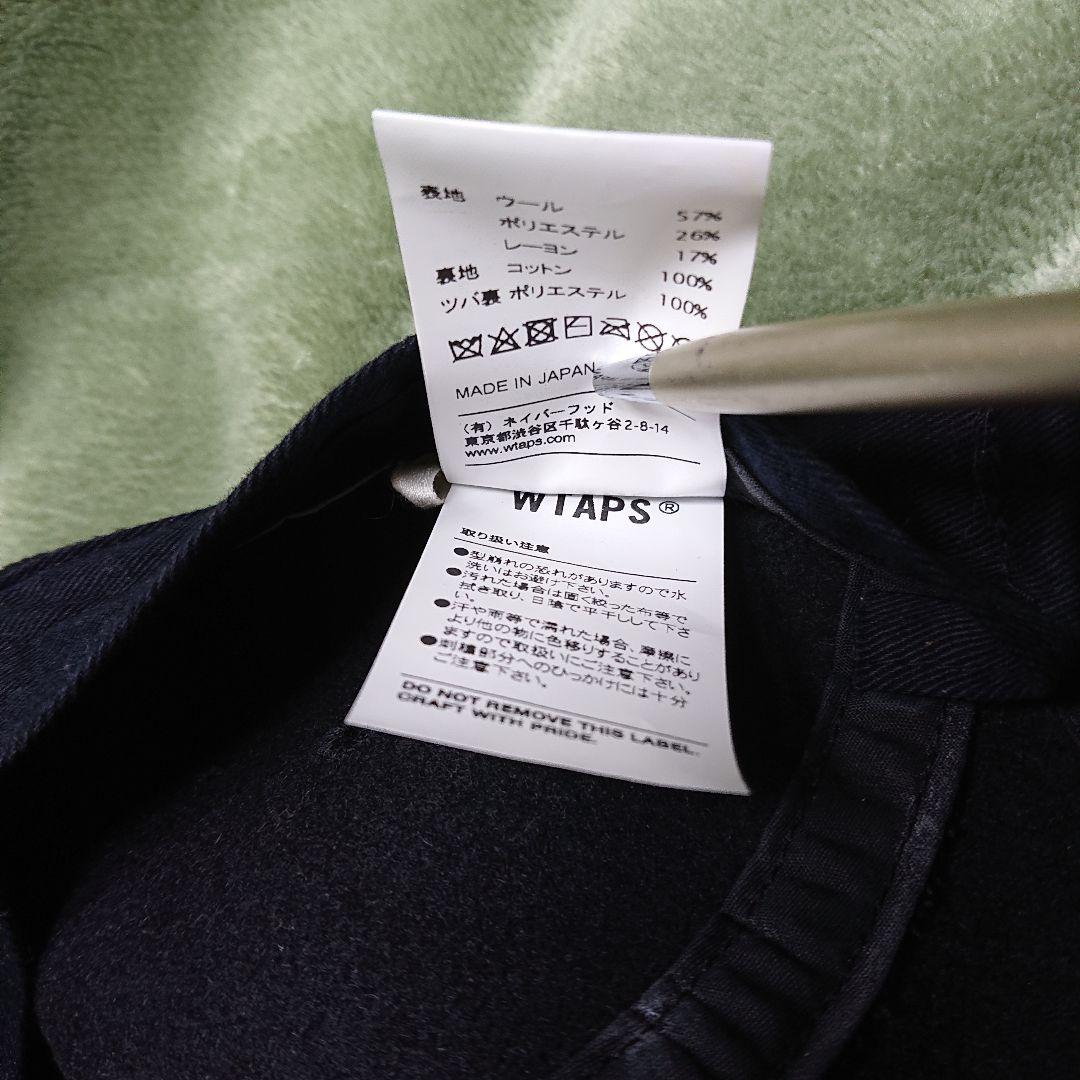 表地 ウール 57%
ポリエステル 26%
レーヨン 17%
裏地 コットン 100%
ツバ裏 ポリエステル 100%
MADE IN JAPAN
(有) ネイバーフッド
東京都渋谷区千駄ヶ谷2-8-14
www.wtaps.com
WTAPS®
取り扱い注意
●型崩れの恐れがありますので水
洗いはお避け下さい。
●汚れた場合は固く絞った布等で
拭き取り、日陰で平干しして下さ
い。
●汗や雨等で濡れた場合、摩擦に
より他の物に色移りすることがあり
ますので取扱いにご注意下さい。
●刺繍部分へのひっかけには十分
ご注意下さい。
DO NOT REMOVE THIS LABEL.
CRAFT WITH PRIDE.